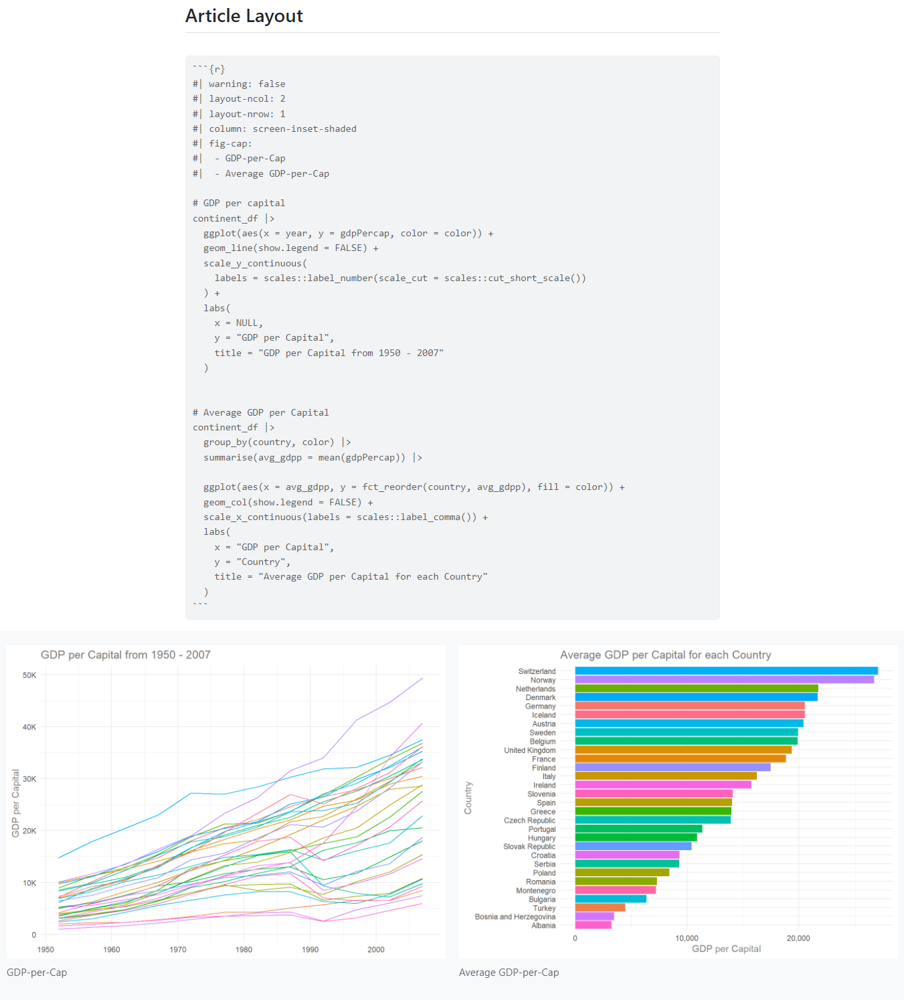 Article Layout
```{r}
#| warning: false
#| layout-ncol: 2
#| layout-nrow: 1
#| column: screen-inset-shaded
#| fig-cap:
#|  - GDP-per-Cap
#|  - Average GDP-per-Cap
# GDP per capital
continent_df |>
  ggplot(aes(x = year, y = gdpPercap, color = color)) +
  geom_line(show.legend = FALSE) +
  scale_y_continuous(
    labels = scales::label_number(scale_cut = scales::cut_short_scale())
  ) +
  labs(
    x = NULL,
    y = "GDP per Capital",
    title = "GDP per Capital from 1950 - 2007"
  )
# Average GDP per Capital
continent_df |>
  group_by(country, color) |>
  summarise(avg_gdpp = mean(gdpPercap)) |>
  ggplot(aes(x = avg_gdpp, y = fct_reorder(country, avg_gdpp), fill = color)) +
  geom_col(show.legend = FALSE) +
  scale_x_continuous(labels = scales::label_comma()) +
  labs(
    x = "GDP per Capital",
    y = "Country",
    title = "Average GDP per Capital for each Country"
  )
```
GDP per Capital from 1950 - 2007
50K
40K
30K
20K
10K
0
GDP per Capital
1950 1960 1970 1980 1990 2000
GDP-per-Cap
Average GDP per Capital for each Country
Switzerland
Norway
Netherlands
Denmark
Germany
Iceland
Austria
Sweden
Belgium
United Kingdom
France
Finland
Italy
Ireland
Slovenia
Spain
Greece
Czech Republic
Portugal
Hungary
Slovak Republic
Croatia
Serbia
Poland
Romania
Montenegro
Bulgaria
Turkey
Bosnia and Herzegovina
Albania
Country
0 10,000 20,000
GDP per Capital
Average GDP-per-Cap